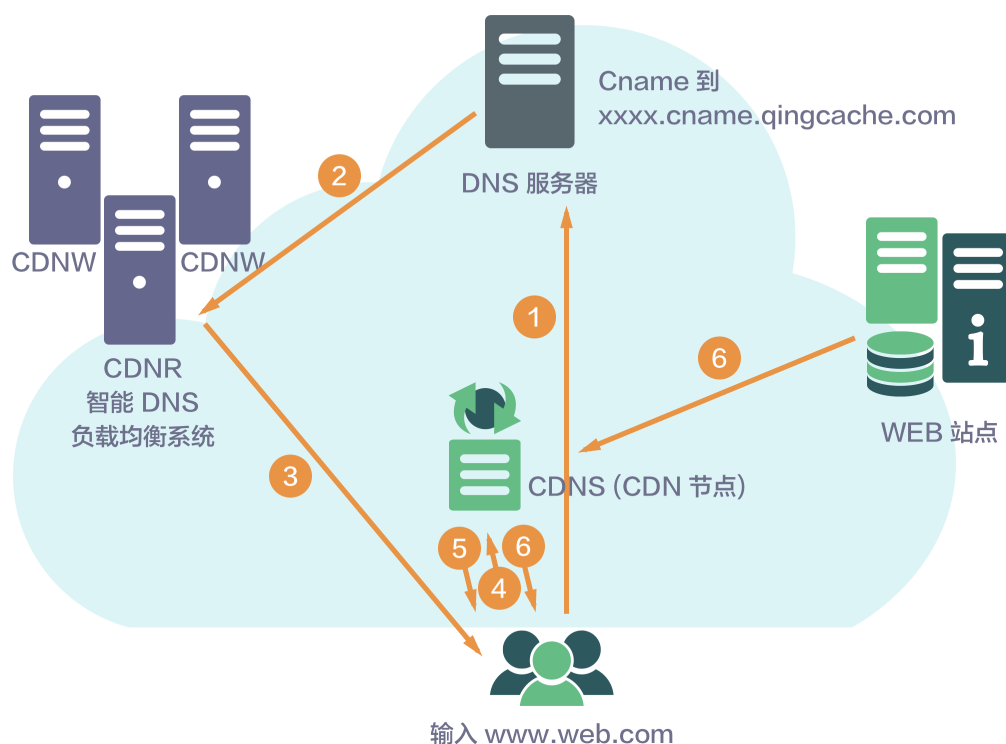 Cname 到
xxxx.cname.qingcache.com
DNS 服务器
2
CDNW
CDNW
1
6
CDNR
智能 DNS
负载均衡系统
i
WEB 站点
3
CDNS (CDN 节点)
5
6
4
输入 www.web.com